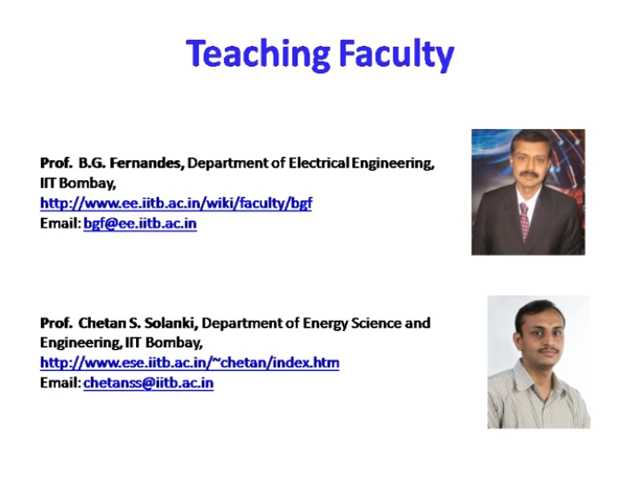 Teaching Faculty
Prof. B.G. Fernandes, Department of Electrical Engineering,
IIT Bombay,
http://www.ee.iitb.ac.in/wiki/faculty/bgf
Email: bgf@ee.iitb.ac.in
Prof. Chetan S. Solanki, Department of Energy Science and
Engineering, IIT Bombay,
http://www.ese.iitb.ac.in/~chetan/index.htm
Email: chetanss@iitb.ac.in